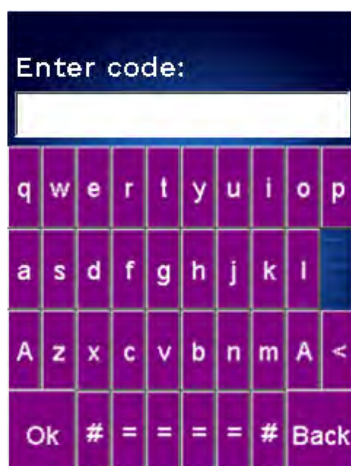 Enter code:
q w e r t y u i o p
a s d f g h j k l
A z x c v b n m A <
Ok # = = = = = # Back